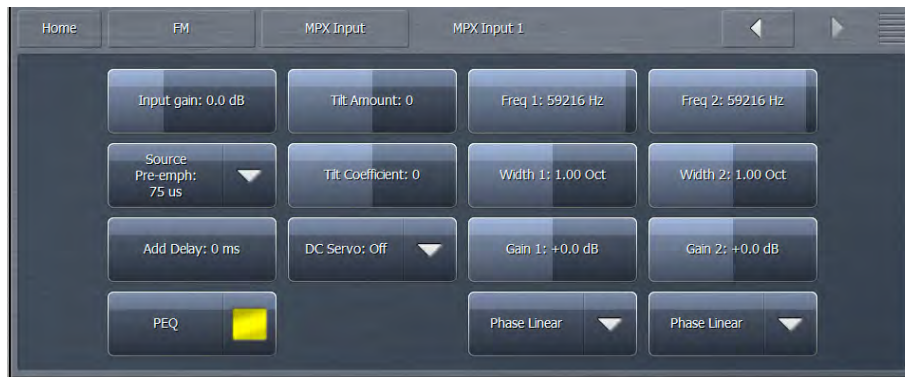 Home
FM
MPX Input
MPX Input 1
Input gain: 0.0 dB
Tilt Amount: 0
Freq 1: 59216 Hz
Freq 2: 59216 Hz
Source
Pre-emph:
75 us
Tilt Coefficient: 0
Width 1: 1.00 Oct
Width 2: 1.00 Oct
Add Delay: 0 ms
DC Servo: Off
Gain 1: +0.0 dB
Gain 2: +0.0 dB
PEQ
Phase Linear
Phase Linear